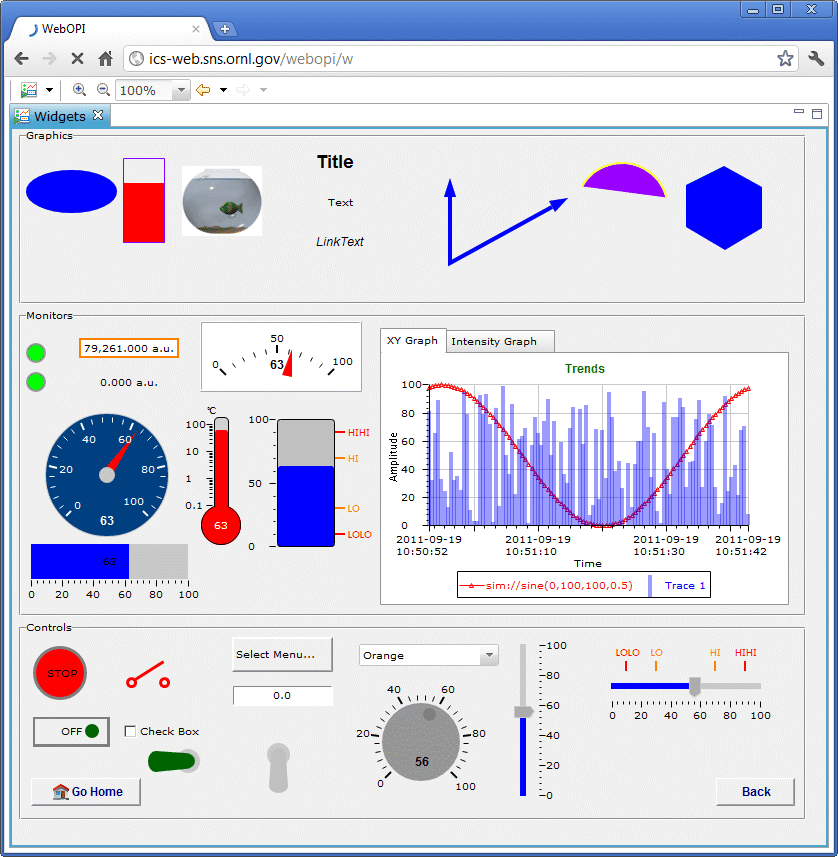 WebOPI
ics-web.sns.ornl.gov/webopi/w
100%
Widgets
Graphics
Title
Text
LinkText
Monitors
79,261.000 a.u.
0.000 a.u.
0 50 100
63
0 20 40 60 80 100
63
℃
100
10
1
0.1
63
100
50
0
HIHI
HI
LO
LOLO
63
0 20 40 60 80 100
XY Graph Intensity Graph
Trends
Amplitude
100
80
60
40
20
0
2011-09-19 2011-09-19 2011-09-19 2011-09-19
10:50:52 10:51:10 10:51:30 10:51:42
Time
sim://sine(0,100,100,0.5) Trace 1
Controls
STOP
Select Menu...
0.0
Orange
OFF
Check Box
0 20 40 60 80 100
56
100
80
60
40
20
0
LOLO LO HI HIHI
0 20 40 60 80 100
Go Home
Back